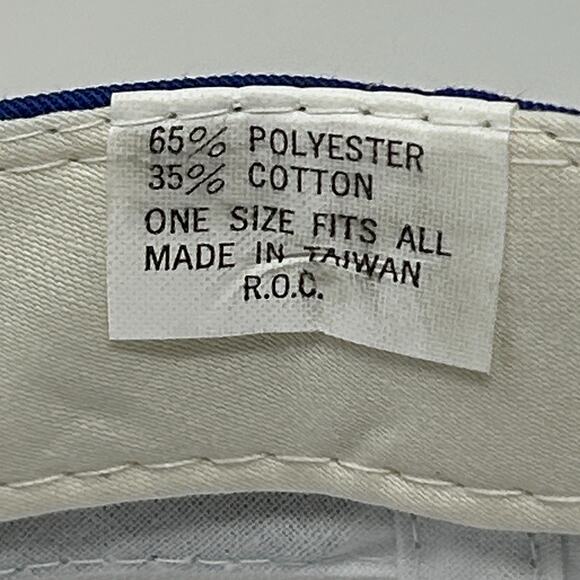 65% POLYESTER
35% COTTON
ONE SIZE FITS ALL
MADE IN TAIWAN
R.O.C.